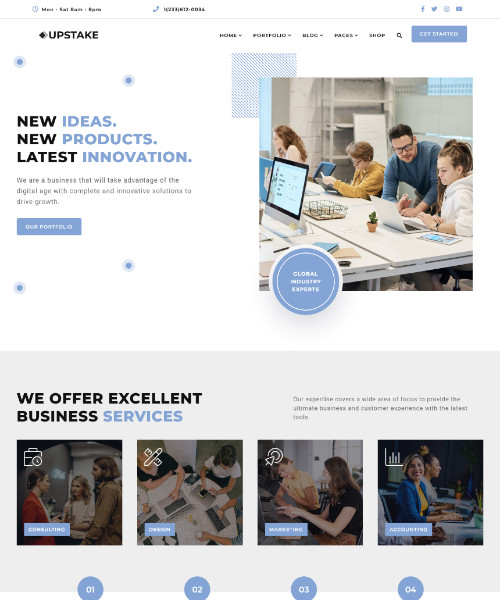 Mon - Sat 8am - 8pm
1(233)612-0034
UPSTAKE
HOME PORTFOLIO BLOG PAGES SHOP
GET STARTED
NEW IDEAS.
NEW PRODUCTS.
LATEST INNOVATION.
We are a business that will take advantage of the
digital age with complete and innovative solutions to
drive growth.
OUR PORTFOLIO
GLOBAL
INDUSTRY
EXPERTS
WE OFFER EXCELLENT
BUSINESS SERVICES
Our expertise covers a wide area of focus to provide the
ultimate business and customer experience with the latest
tools.
CONSULTING
DESIGN
MARKETING
ACCOUNTING
01
02
03
04